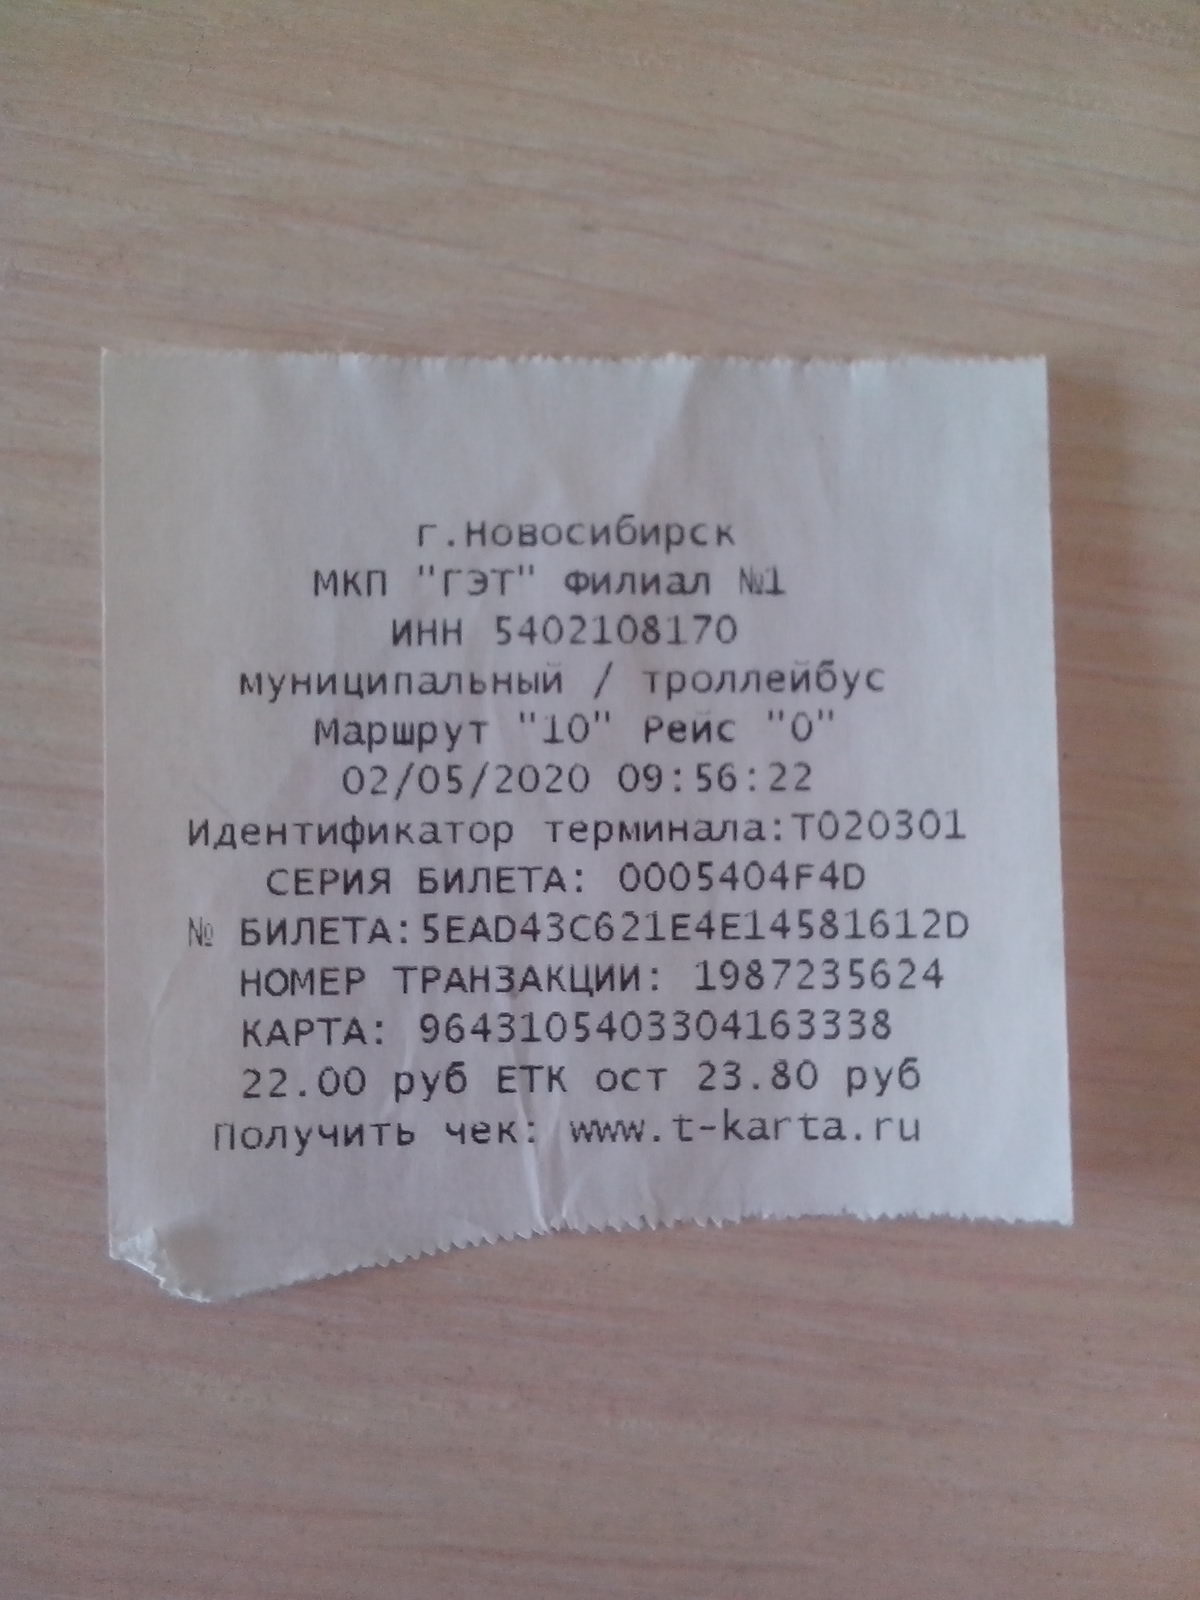 г.Новосибирск
МКП "ГЭТ" Филиал №1
ИНН 5402108170
муниципальный / троллейбус
Маршрут "10" Рейс "0"
02/05/2020 09:56:22
Идентификатор терминала:Т020301
СЕРИЯ БИЛЕТА: 0005404F4D
№ БИЛЕТА:5EAD43C621E4E14581612D
НОМЕР ТРАНЗАКЦИИ: 1987235624
КАРТА: 9643105403304163338
22.00 руб ЕТК ост 23.80 руб
Получить чек: www.t-karta.ru